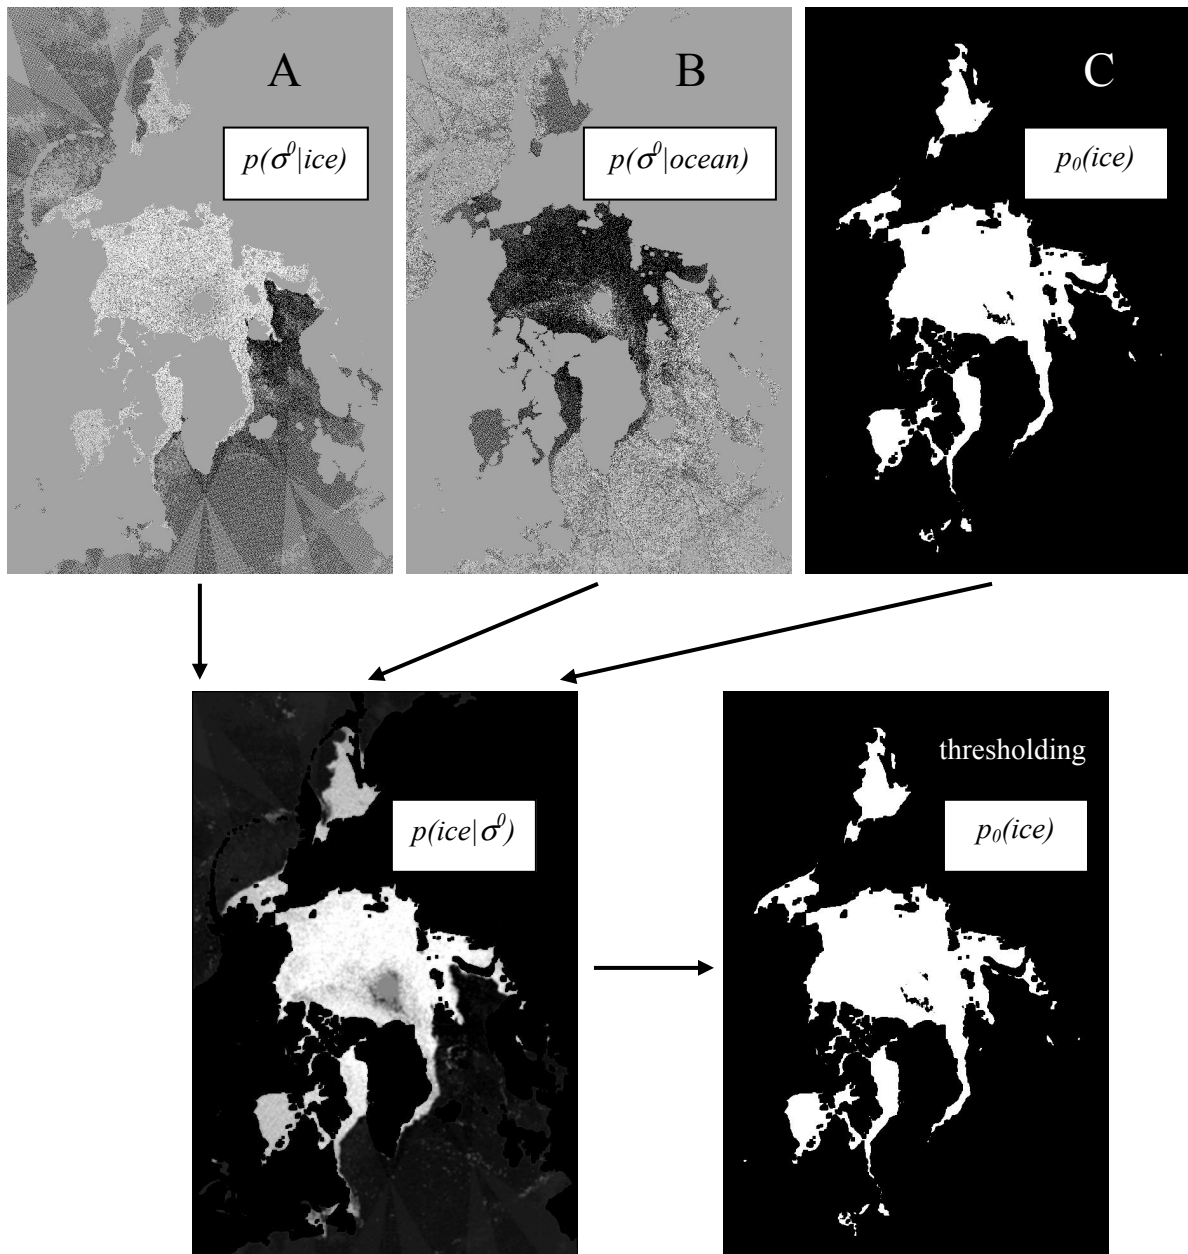 A
p(σ⁰|ice)
B
p(σ⁰|ocean)
C
p₀(ice)
p(ice|σ⁰)
thresholding
p₀(ice)